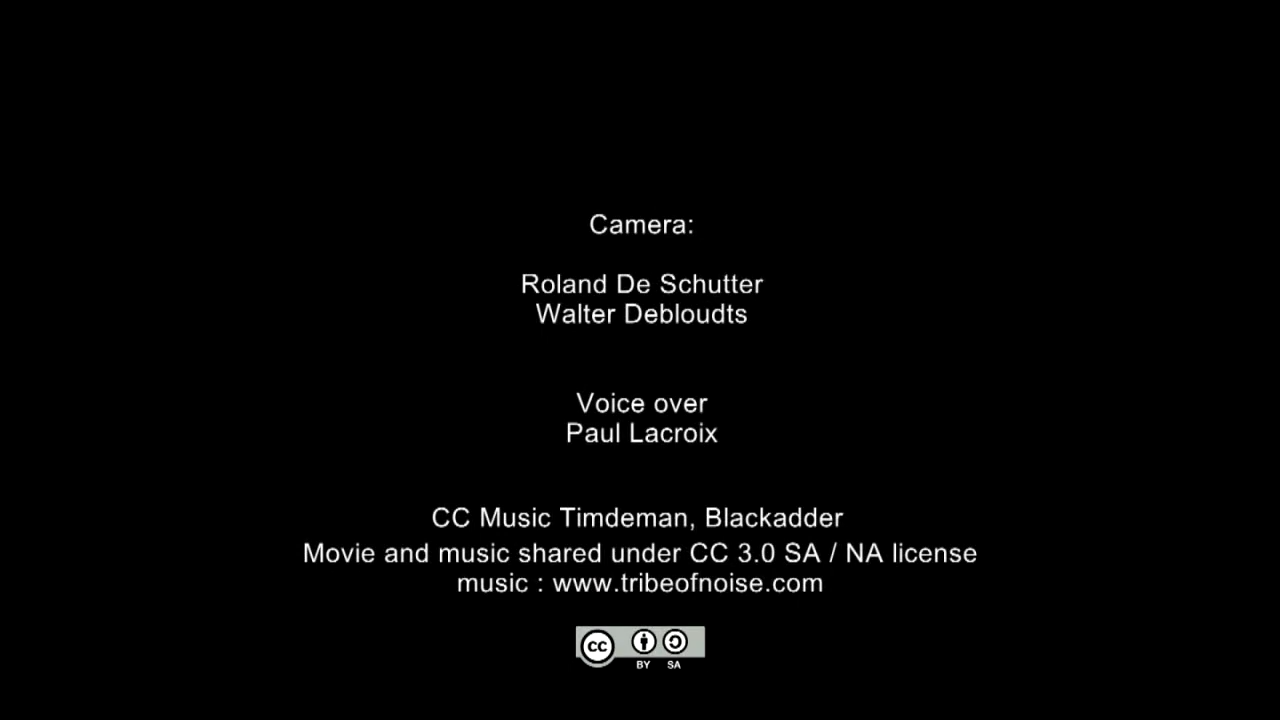 Camera:
Roland De Schutter
Walter Debloudts
Voice over
Paul Lacroix
CC Music Timdeman, Blackadder
Movie and music shared under CC 3.0 SA / NA license
music : www.tribeofnoise.com
cc
BY SA